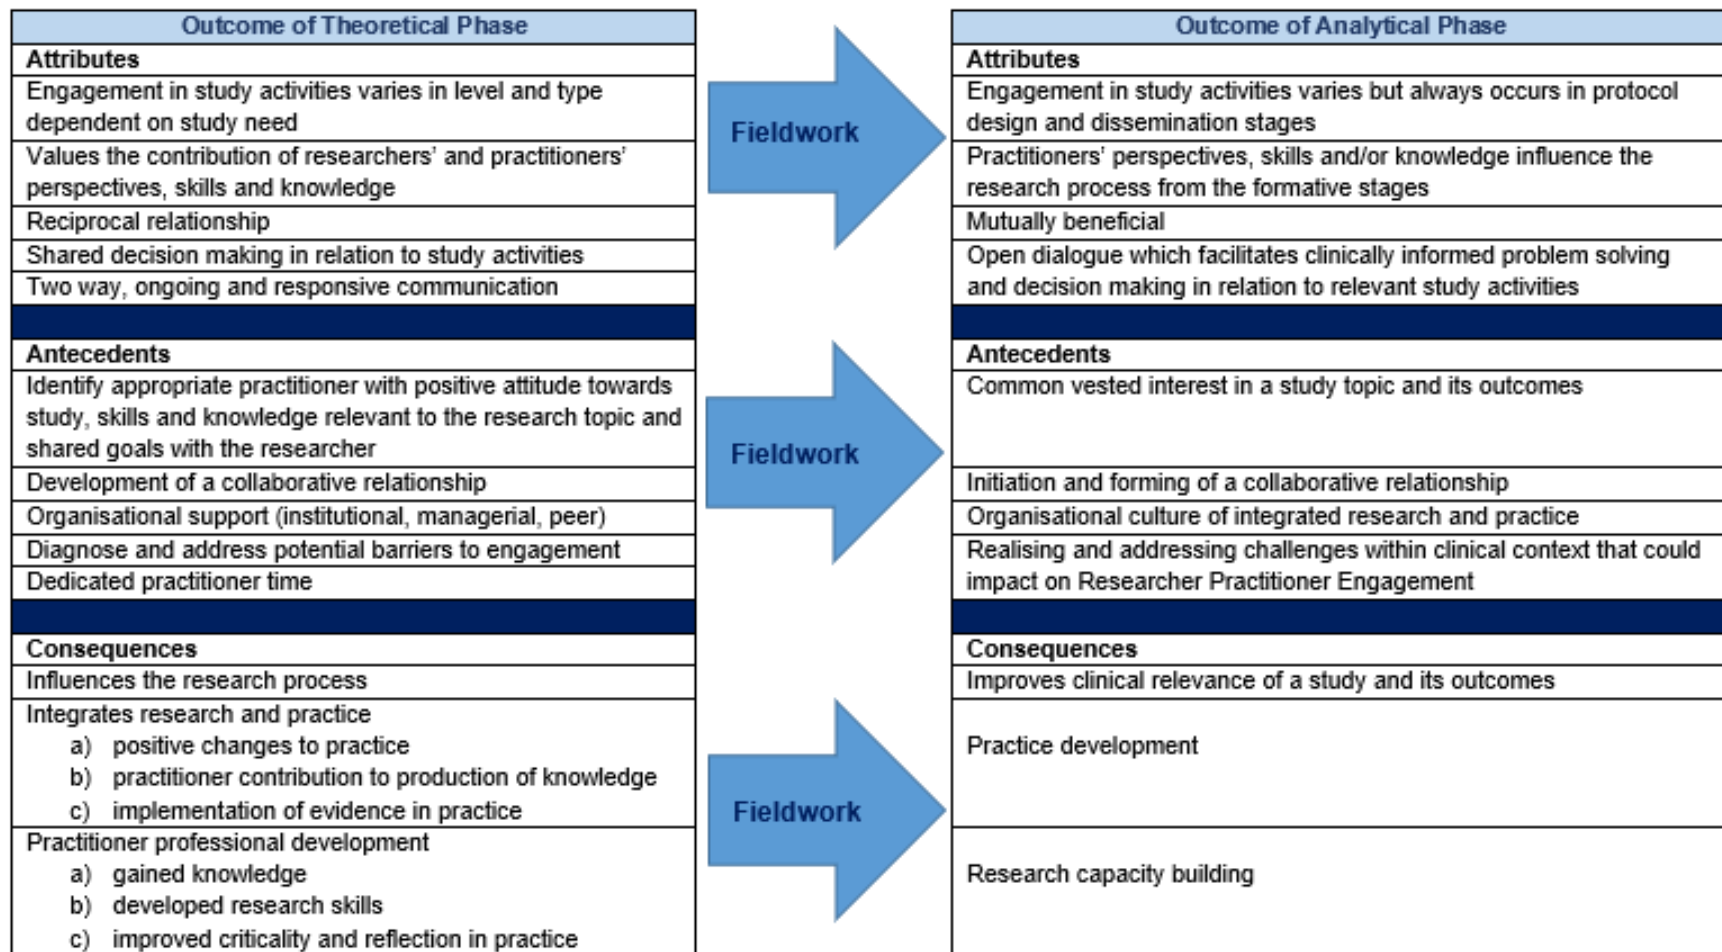 Outcome of Theoretical Phase
Attributes
Engagement in study activities varies in level and type
dependent on study need
Values the contribution of researchers’ and practitioners’
perspectives, skills and knowledge
Reciprocal relationship
Shared decision making in relation to study activities
Two way, ongoing and responsive communication
Antecedents
Identify appropriate practitioner with positive attitude towards
study, skills and knowledge relevant to the research topic and
shared goals with the researcher
Development of a collaborative relationship
Organisational support (institutional, managerial, peer)
Diagnose and address potential barriers to engagement
Dedicated practitioner time
Consequences
Influences the research process
Integrates research and practice
a) positive changes to practice
b) practitioner contribution to production of knowledge
c) implementation of evidence in practice
Practitioner professional development
a) gained knowledge
b) developed research skills
c) improved criticality and reflection in practice
Fieldwork
Fieldwork
Fieldwork
Outcome of Analytical Phase
Attributes
Engagement in study activities varies but always occurs in protocol
design and dissemination stages
Practitioners’ perspectives, skills and/or knowledge influence the
research process from the formative stages
Mutually beneficial
Open dialogue which facilitates clinically informed problem solving
and decision making in relation to relevant study activities
Antecedents
Common vested interest in a study topic and its outcomes
Initiation and forming of a collaborative relationship
Organisational culture of integrated research and practice
Realising and addressing challenges within clinical context that could
impact on Researcher Practitioner Engagement
Consequences
Improves clinical relevance of a study and its outcomes
Practice development
Research capacity building